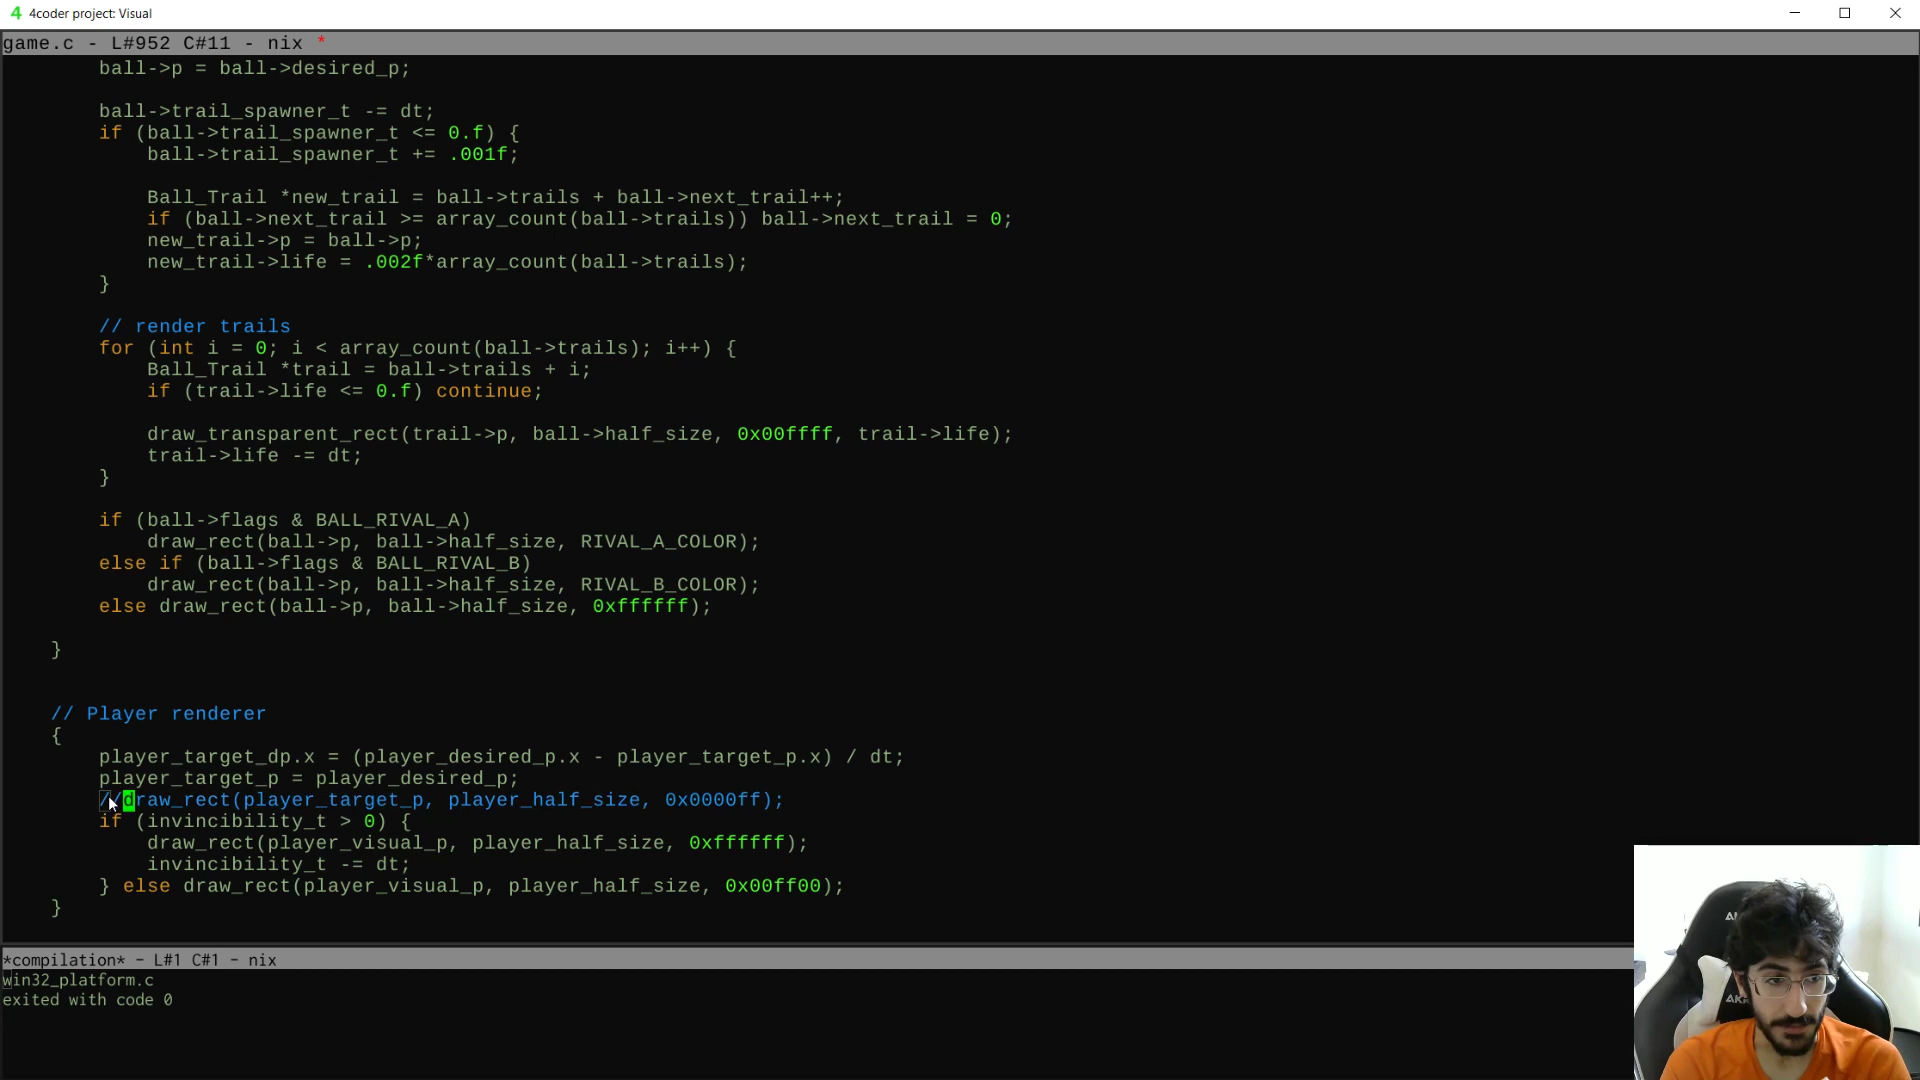 4 4coder project: Visual
game.c - L#952 C#11 - nix *
ball->p = ball->desired_p;
ball->trail_spawner_t -= dt;
if (ball->trail_spawner_t <= 0.f) {
ball->trail_spawner_t += .001f;
Ball_Trail *new_trail = ball->trails + ball->next_trail++;
if (ball->next_trail >= array_count(ball->trails)) ball->next_trail = 0;
new_trail->p = ball->p;
new_trail->life = .002f*array_count(ball->trails);
}
// render trails
for (int i = 0; i < array_count(ball->trails); i++) {
Ball_Trail *trail = ball->trails + i;
if (trail->life <= 0.f) continue;
draw_transparent_rect(trail->p, ball->half_size, 0x00ffff, trail->life);
trail->life -= dt;
}
if (ball->flags & BALL_RIVAL_A)
draw_rect(ball->p, ball->half_size, RIVAL_A_COLOR);
else if (ball->flags & BALL_RIVAL_B)
draw_rect(ball->p, ball->half_size, RIVAL_B_COLOR);
else draw_rect(ball->p, ball->half_size, 0xffffff);
}
// Player renderer
{
player_target_dp.x = (player_desired_p.x - player_target_p.x) / dt;
player_target_p = player_desired_p;
//draw_rect(player_target_p, player_half_size, 0x0000ff);
if (invincibility_t > 0) {
draw_rect(player_visual_p, player_half_size, 0xffffff);
invincibility_t -= dt;
} else draw_rect(player_visual_p, player_half_size, 0x00ff00);
}
*compilation* - L#1 C#1 - nix
win32_platform.c
exited with code 0